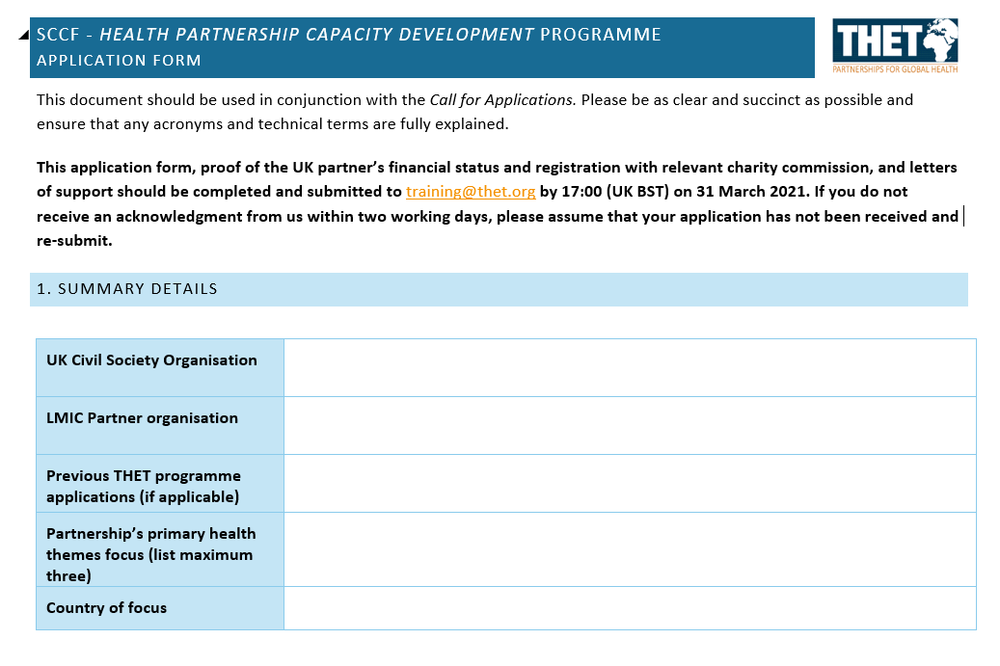 SCCF - HEALTH PARTNERSHIP CAPACITY DEVELOPMENT PROGRAMME
APPLICATION FORM
THET
PARTNERSHIPS FOR GLOBAL HEALTH
This document should be used in conjunction with the Call for Applications. Please be as clear and succinct as possible and
ensure that any acronyms and technical terms are fully explained.
This application form, proof of the UK partner’s financial status and registration with relevant charity commission, and letters
of support should be completed and submitted to training@thet.org by 17:00 (UK BST) on 31 March 2021. If you do not
receive an acknowledgment from us within two working days, please assume that your application has not been received and
re-submit.
1. SUMMARY DETAILS
UK Civil Society Organisation
LMIC Partner organisation
Previous THET programme
applications (if applicable)
Partnership’s primary health
themes focus (list maximum
three)
Country of focus